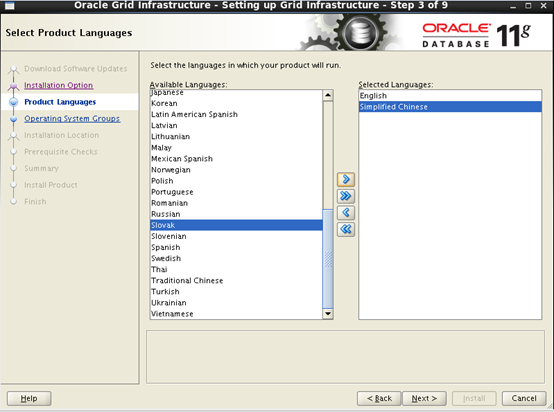 Oracle Grid Infrastructure - Setting up Grid Infrastructure - Step 3 of 9
Select Product Languages
ORACLE
DATABASE 11g
Download Software Updates
Installation Option
Product Languages
Operating System Groups
Installation Location
Prerequisite Checks
Summary
Install Product
Finish
Select the languages in which your product will run.
Available Languages:
Japanese
Korean
Latin American Spanish
Latvian
Lithuanian
Malay
Mexican Spanish
Norwegian
Polish
Portuguese
Romanian
Russian
Slovak
Slovenian
Spanish
Swedish
Thai
Traditional Chinese
Turkish
Ukrainian
Vietnamese
Selected Languages:
English
Simplified Chinese
Help
< Back
Next >
Install
Cancel